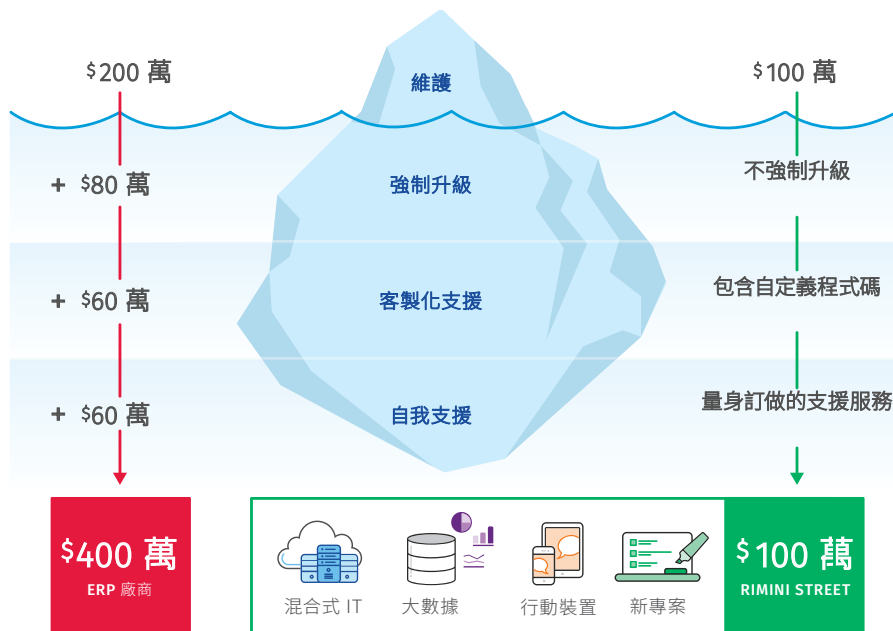 $200 萬
維護
$100 萬
+ $80 萬
強制升級
不強制升級
+ $60 萬
客製化支援
包含自定義程式碼
+ $60 萬
自我支援
量身訂做的支援服務
$400 萬
ERP 廠商
混合式 IT
大數據
行動裝置
新專案
$100 萬
RIMINI STREET